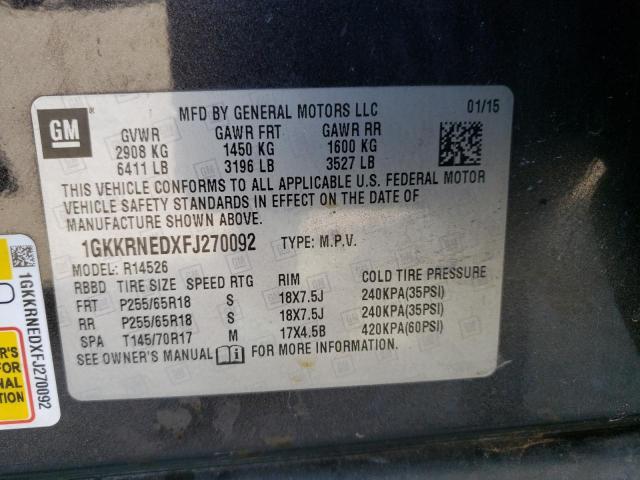 GM
MFD BY GENERAL MOTORS LLC 01/15
GVWR GAWR FRT GAWR RR
2908 KG 1450 KG 1600 KG
6411 LB 3196 LB 3527 LB
THIS VEHICLE CONFORMS TO ALL APPLICABLE U.S. FEDERAL MOTOR
VEHICLE SAFETY STANDARDS IN EFFECT ON THE DATE OF
MANUFACTURE SHOWN ABOVE.
1GKKRNEDXFJ270092 TYPE: M.P.V.
MODEL: R14526
RBBD TIRE SIZE SPEED RTG RIM COLD TIRE PRESSURE
FRT P255/65R18 S 18X7.5J 240KPA(35PSI)
RR P255/65R18 S 18X7.5J 240KPA(35PSI)
SPA T145/70R17 M 17X4.5B 420KPA(60PSI)
SEE OWNER'S MANUAL FOR MORE INFORMATION.
1GKKRNEDXFJ270092
R'S
FOR
NAL
TION